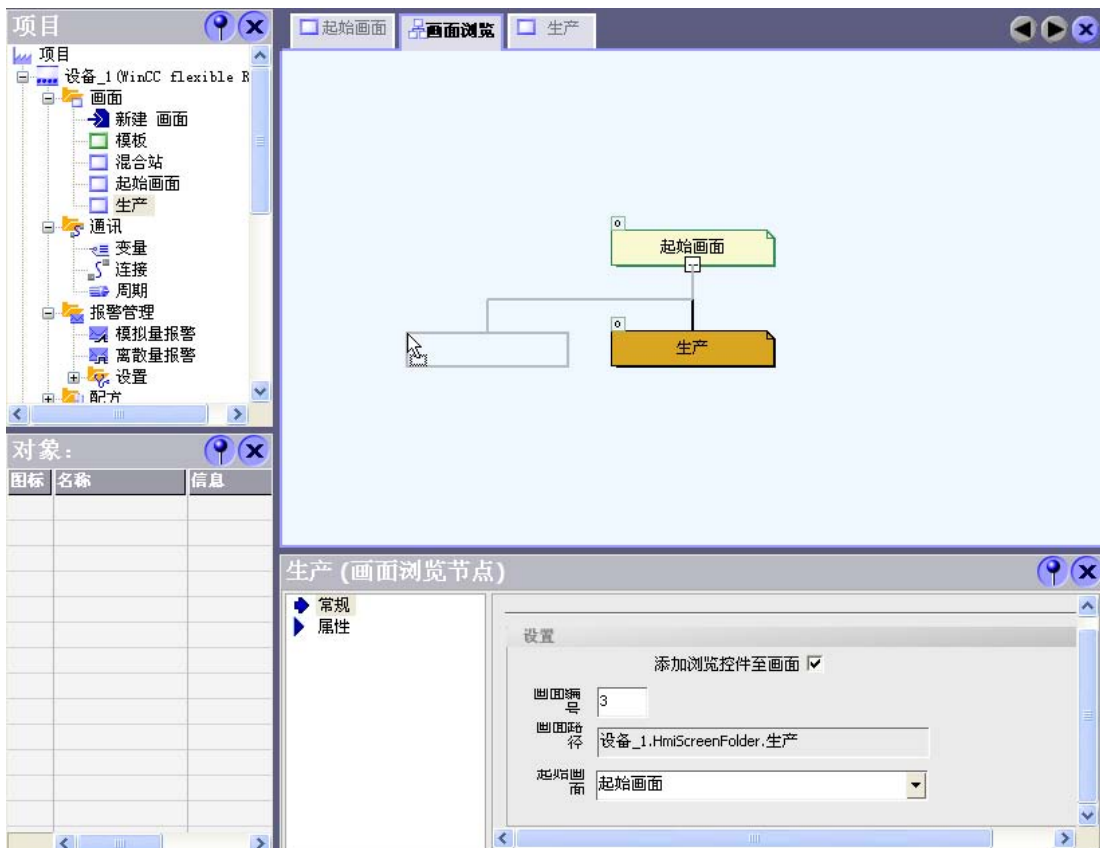 项目
项目
设备_1(WinCC flexible R
画面
新建 画面
模板
混合站
起始画面
生产
通讯
变量
连接
周期
报警管理
模拟量报警
离散量报警
设置
配方
对象:
图标 名称 信息
起始画面 画面浏览 生产
起始画面
生产
生产 (画面浏览节点)
常规
属性
设置
添加浏览控件至画面
画面编号
3
画面路径
设备_1.HmiScreenFolder.生产
起始画面
起始画面